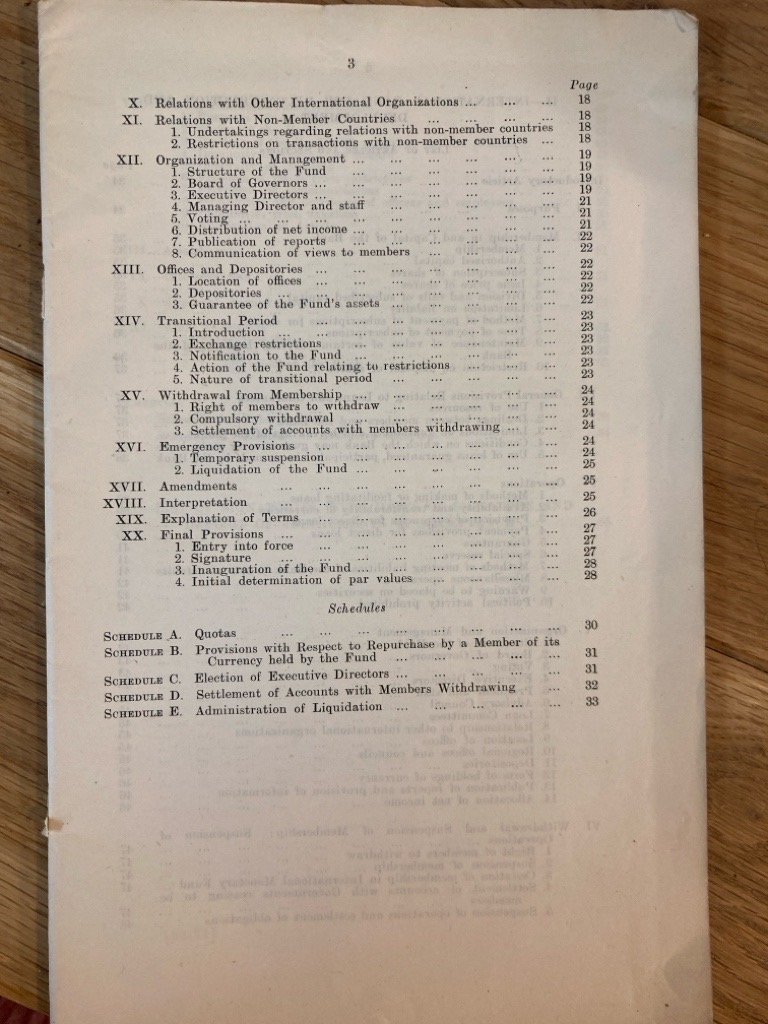 3
Page
X. Relations with Other International Organizations ... ... ... 18
XI. Relations with Non-Member Countries ... ... ... ... 18
1. Undertakings regarding relations with non-member countries 18
2. Restrictions on transactions with non-member countries ... 18
XII. Organization and Management ... ... ... ... ... ... 19
1. Structure of the Fund ... ... ... ... ... ... 19
2. Board of Governors ... ... ... ... ... ... ... 19
3. Executive Directors ... ... ... ... ... ... ... 19
4. Managing Director and staff ... ... ... ... ... 21
5. Voting ... ... ... ... ... ... ... ... ... 21
6. Distribution of net income ... ... ... ... ... ... 21
7. Publication of reports ... ... ... ... ... ... 22
8. Communication of views to members ... ... ... ... 22
XIII. Offices and Depositories ... ... ... ... ... ... ... 22
1. Location of offices ... ... ... ... ... ... ... 22
2. Depositories ... ... ... ... ... ... ... ... 22
3. Guarantee of the Fund's assets ... ... ... ... ... 22
XIV. Transitional Period ... ... ... ... ... ... ... 23
1. Introduction ... ... ... ... ... ... ... ... 23
2. Exchange restrictions ... ... ... ... ... ... 23
3. Notification to the Fund ... ... ... ... ... ... 23
4. Action of the Fund relating to restrictions ... ... ... 23
5. Nature of transitional period ... ... ... ... ... 23
XV. Withdrawal from Membership ... ... ... ... ... ... 24
1. Right of members to withdraw ... ... ... ... ... 24
2. Compulsory withdrawal ... ... ... ... ... ... 24
3. Settlement of accounts with members withdrawing ... ... 24
XVI. Emergency Provisions ... ... ... ... ... ... ... 24
1. Temporary suspension ... ... ... ... ... ... 24
2. Liquidation of the Fund ... ... ... ... ... ... 25
XVII. Amendments ... ... ... ... ... ... ... ... 25
XVIII. Interpretation ... ... ... ... ... ... ... ... 25
XIX. Explanation of Terms ... ... ... ... ... ... ... 26
XX. Final Provisions ... ... ... ... ... ... ... ... 27
1. Entry into force ... ... ... ... ... ... ... 27
2. Signature ... ... ... ... ... ... ... ... 27
3. Inauguration of the Fund ... ... ... ... ... ... 28
4. Initial determination of par values ... ... ... ... 28
Schedules
SCHEDULE A. Quotas ... ... ... ... ... ... ... ... 30
SCHEDULE B. Provisions with Respect to Repurchase by a Member of its
Currency held by the Fund ... ... ... ... ... 31
SCHEDULE C. Election of Executive Directors ... ... ... ... ... 31
SCHEDULE D. Settlement of Accounts with Members Withdrawing ... 32
SCHEDULE E. Administration of Liquidation ... ... ... ... ... 33